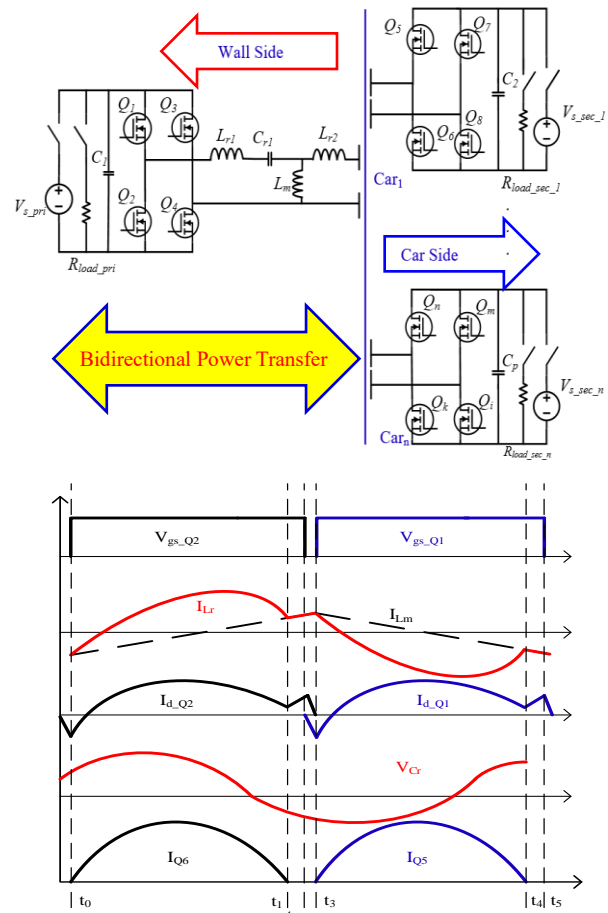 Wall Side
Q5
Q7
C2
Vs_sec_1
Q6
Q8
Rload_sec_1
Car1
Q1
Q3
C1
Vs_pri
Q2
Q4
Rload_pri
Lr1
Cr1
Lr2
Lm
Car Side
Bidirectional Power Transfer
Qn
Qm
Cp
Vs_sec_n
Qk
Qi
Rload_sec_n
Carn
Vgs_Q2
Vgs_Q1
ILr
ILm
Id_Q2
Id_Q1
VCr
IQ6
IQ5
t0
t1
t3
t4
t5